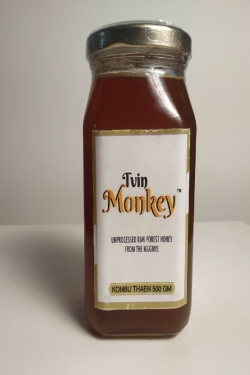 Tvin
Monkey™
UNPROCESSED RAW FOREST HONEY
FROM THE NILGIRIS
KOMBU THAEN 500 GM